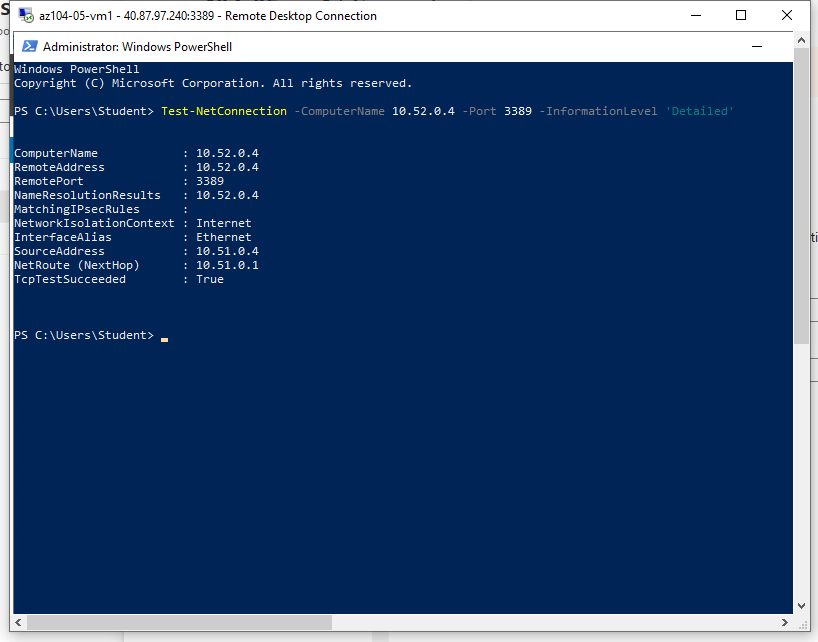 az104-05-vm1 - 40.87.97.240:3389 - Remote Desktop Connection
Administrator: Windows PowerShell
Windows PowerShell
Copyright (C) Microsoft Corporation. All rights reserved.
PS C:\Users\Student> Test-NetConnection -ComputerName 10.52.0.4 -Port 3389 -InformationLevel 'Detailed'
ComputerName : 10.52.0.4
RemoteAddress : 10.52.0.4
RemotePort : 3389
NameResolutionResults : 10.52.0.4
MatchingIPsecRules :
NetworkIsolationContext : Internet
InterfaceAlias : Ethernet
SourceAddress : 10.51.0.4
NetRoute (NextHop) : 10.51.0.1
TcpTestSucceeded : True
PS C:\Users\Student>